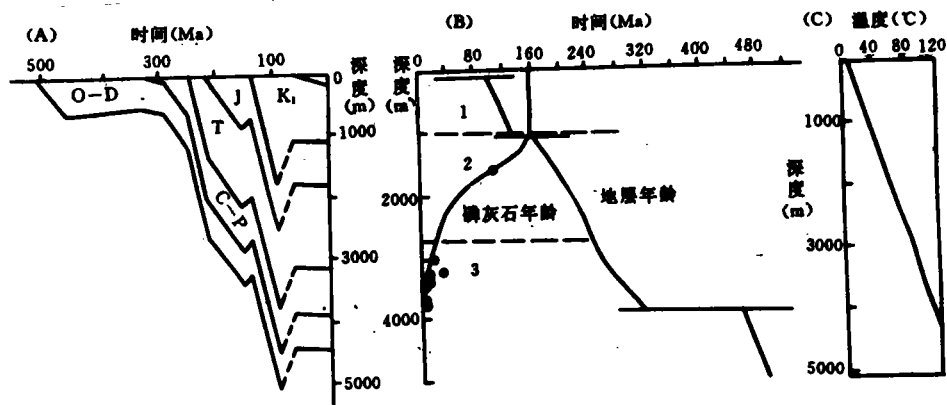 (A) 时间(Ma)
500 300 100 0
深度(m)
O-D
T
J
K₁
C-P
1000
3000
5000
(B) 时间(Ma)
0 80 160 240 320 400 480
深度(m)
1
2
3
2000
4000
磷灰石年龄
地层年龄
(C) 温度(℃)
0 40 80 120
深度(m)
1000
3000
5000